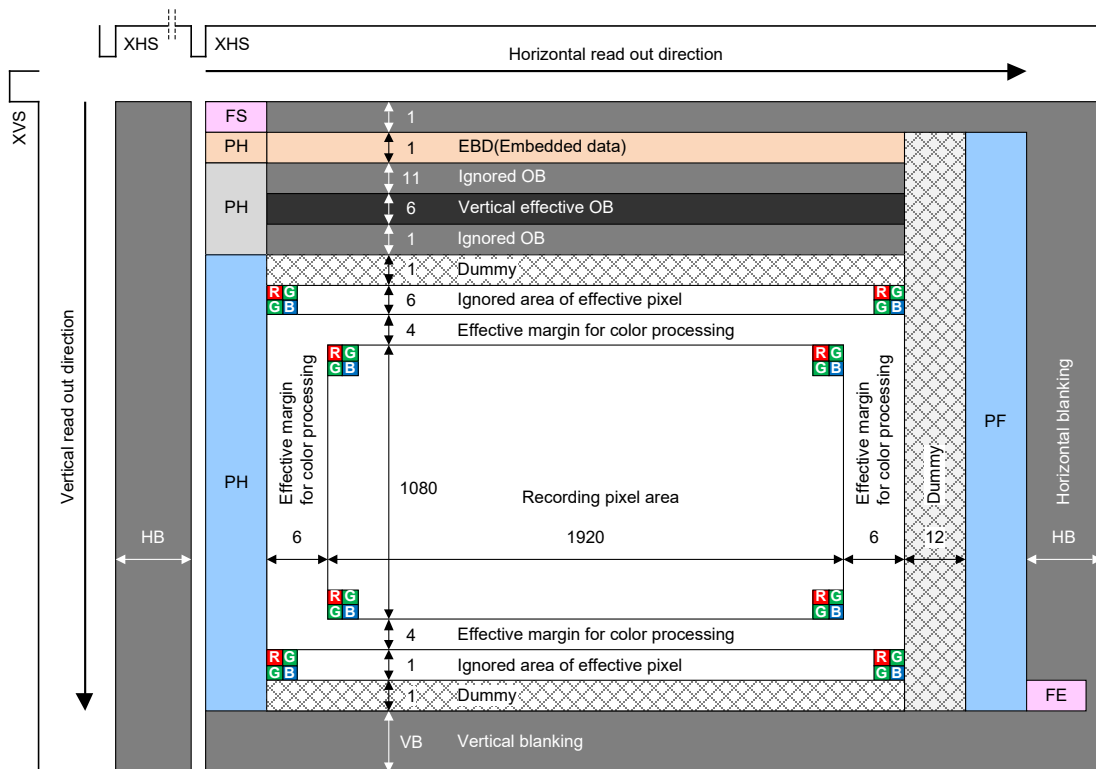 XHS
XHS
Horizontal read out direction
XVS
Vertical read out direction
FS
1
PH
1
EBD(Embedded data)
PH
11
Ignored OB
6
Vertical effective OB
1
Ignored OB
1
Dummy
R G
G B
6
Ignored area of effective pixel
R G
G B
4
Effective margin for color processing
R G
G B
R G
G B
PH
Effective margin
for color processing
1080
Recording pixel area
Effective margin
for color processing
Dummy
PF
Horizontal blanking
HB
6
1920
6
12
HB
R G
G B
R G
G B
4
Effective margin for color processing
R G
G B
1
Ignored area of effective pixel
R G
G B
1
Dummy
FE
VB
Vertical blanking